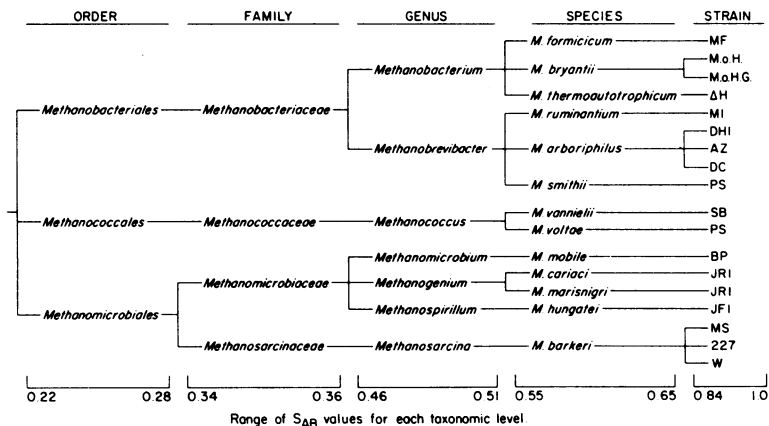 ORDER FAMILY GENUS SPECIES STRAIN
M. formicicum MF
M.o.H.
Methanobacterium M. bryantii
M.o.H.G.
M. thermoautotrophicum ΔH
Methanobacteriales Methanobacteriaceae
M. ruminantium M1
DH1
Methanobrevibacter M. arboriphilus AZ
DC
M. smithii PS
M. vannielii SB
Methanococcales Methanococcaceae Methanococcus
M. voltae PS
Methanomicrobium M. mobile BP
M. cariaci JR1
Methanomicrobiaceae Methanogenium
M. marisnigri JR1
Methanomicrobiales Methanospirillum M. hungatei JF1
MS
Methanosarcinaceae Methanosarcina M. barkeri 227
W
0.22 0.28 0.34 0.36 0.46 0.51 0.55 0.65 0.84 1.0
Range of SAB values for each taxonomic level.